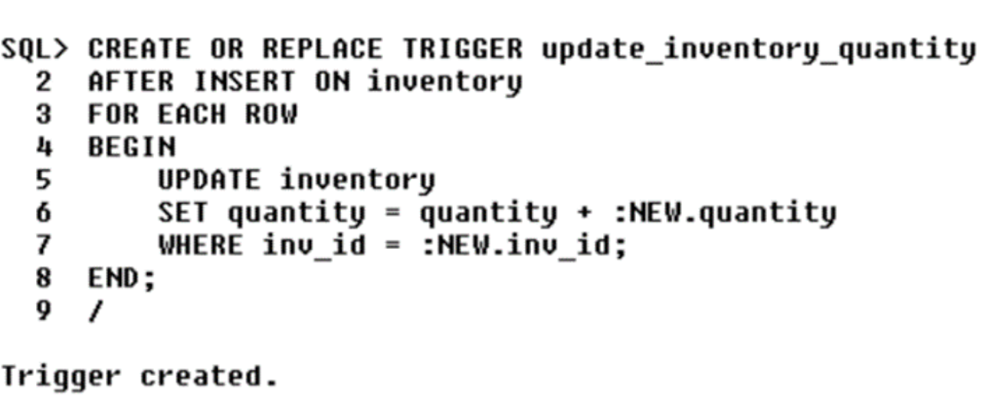 SQL> CREATE OR REPLACE TRIGGER update_inventory_quantity
  2  AFTER INSERT ON inventory
  3  FOR EACH ROW
  4  BEGIN
  5      UPDATE inventory
  6      SET quantity = quantity + :NEW.quantity
  7      WHERE inv_id = :NEW.inv_id;
  8  END;
  9  /
Trigger created.